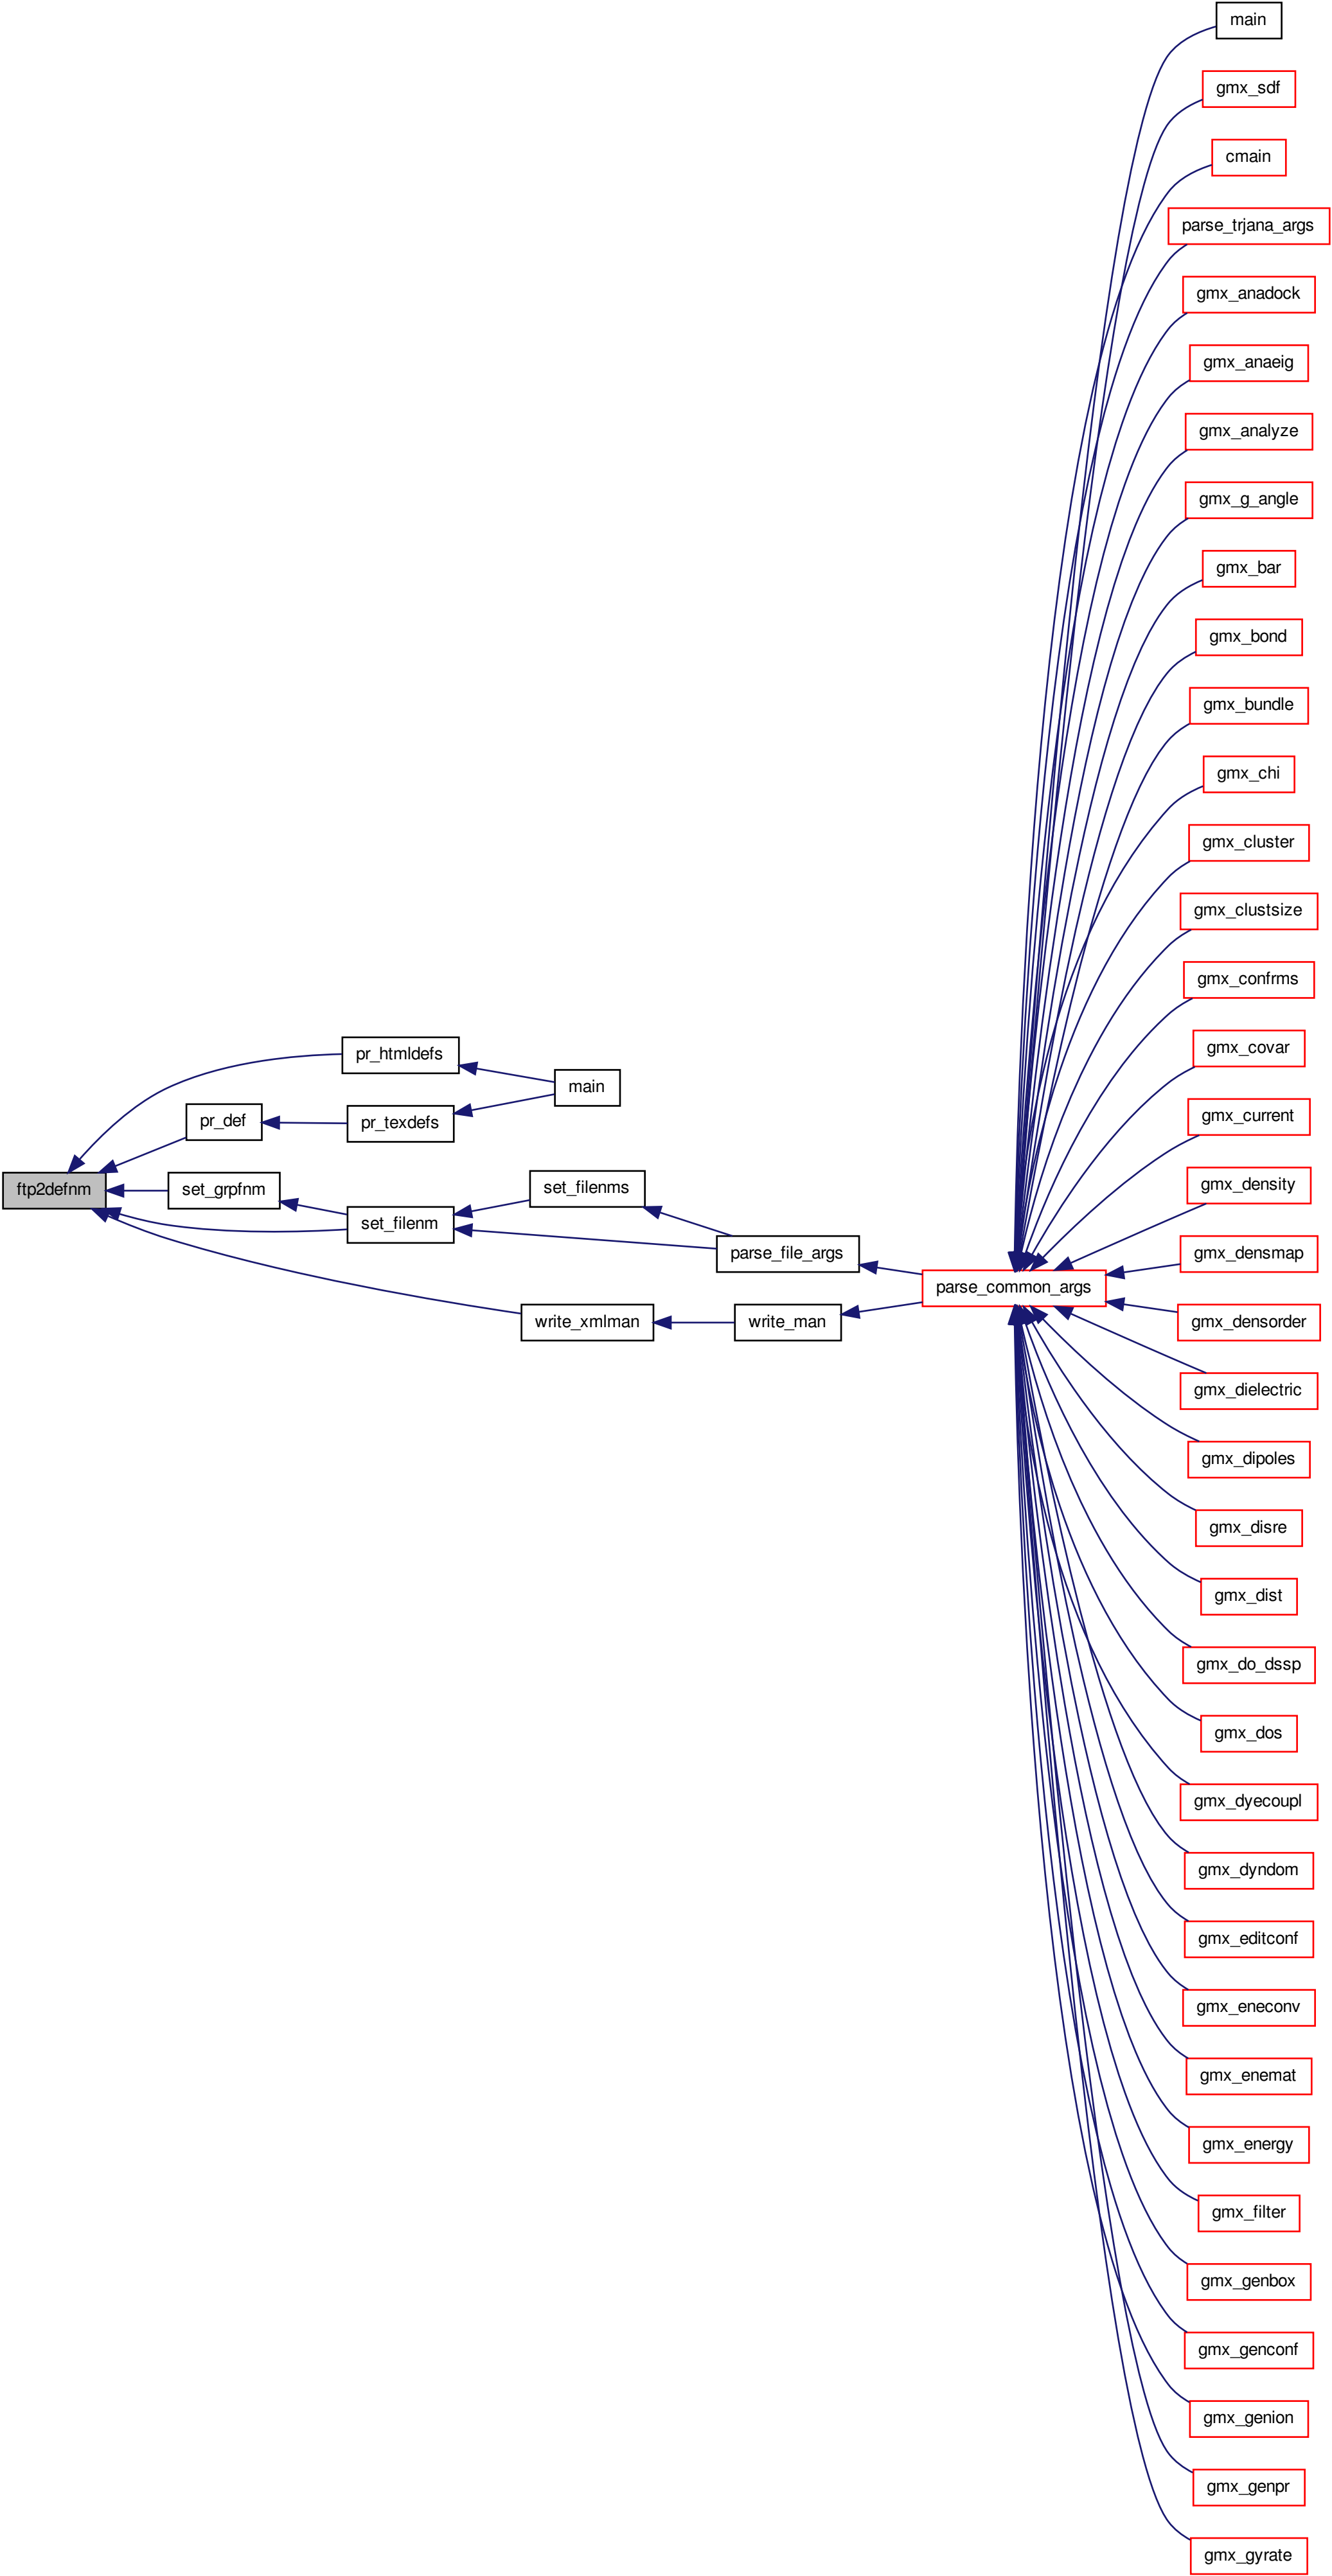 main
gmx_sdf
cmain
parse_trjana_args
gmx_anadock
gmx_anaeig
gmx_analyze
gmx_g_angle
gmx_bar
gmx_bond
gmx_bundle
gmx_chi
gmx_cluster
gmx_clustsize
gmx_confrms
gmx_covar
pr_htmldefs
main
gmx_current
pr_def
pr_texdefs
ftp2defnm
set_grpfnm
set_filenms
gmx_density
set_filenm
parse_file_args
gmx_densmap
parse_common_args
write_xmlman
write_man
gmx_densorder
gmx_dielectric
gmx_dipoles
gmx_disre
gmx_dist
gmx_do_dssp
gmx_dos
gmx_dyecoupl
gmx_dyndom
gmx_editconf
gmx_eneconv
gmx_enemat
gmx_energy
gmx_filter
gmx_genbox
gmx_genconf
gmx_genion
gmx_genpr
gmx_gyrate